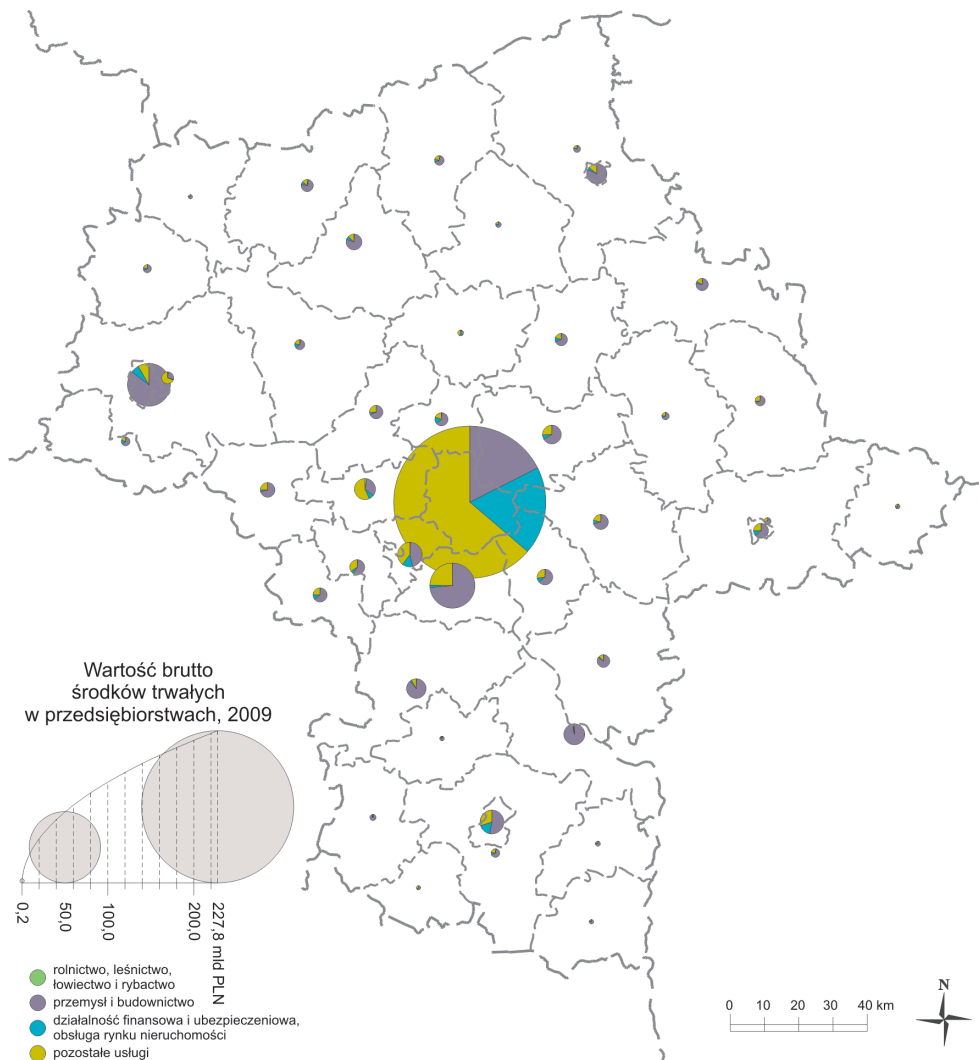 Wartość brutto
środków trwałych
w przedsiębiorstwach, 2009
0,2
50,0
100,0
200,0
227,8 mld PLN
rolnictwo, leśnictwo,
łowiectwo i rybactwo
przemysł i budownictwo
działalność finansowa i ubezpieczeniowa,
obsługa rynku nieruchomości
pozostałe usługi
N
0 10 20 30 40 km